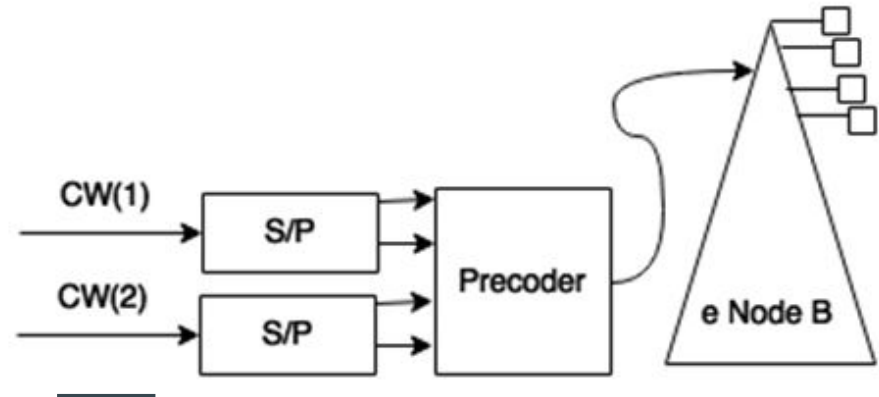 CW(1)
S/P
CW(2)
S/P
Precoder
e Node B